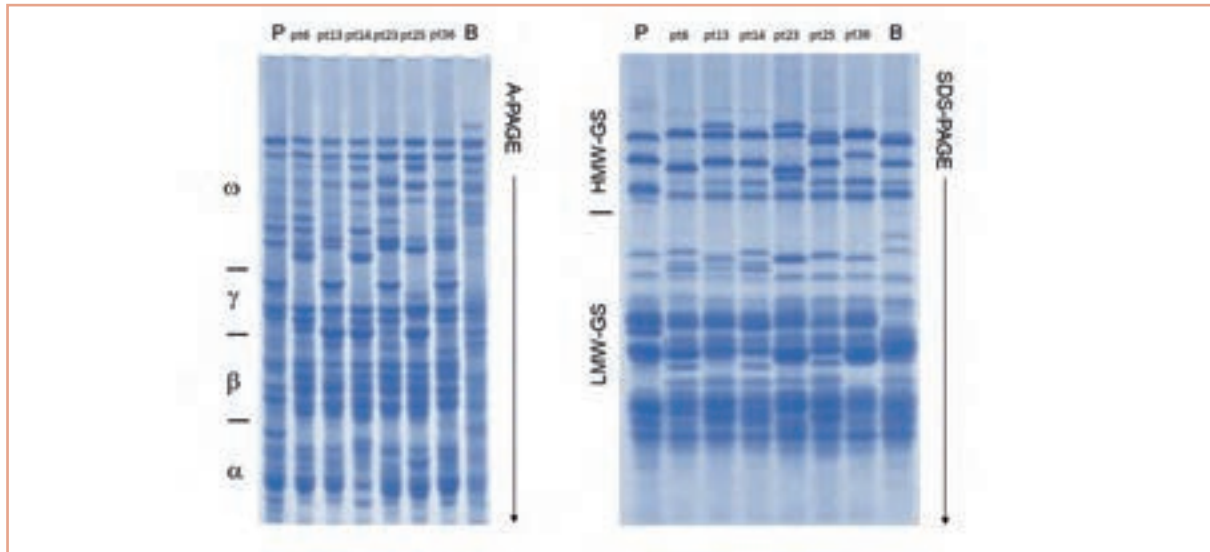 P pt6 pt13 pt14 pt23 pt25 pt36 B
A-PAGE
ω
γ
β
α
P pt6 pt13 pt14 pt23 pt25 pt36 B
SDS-PAGE
HMW-GS
LMW-GS